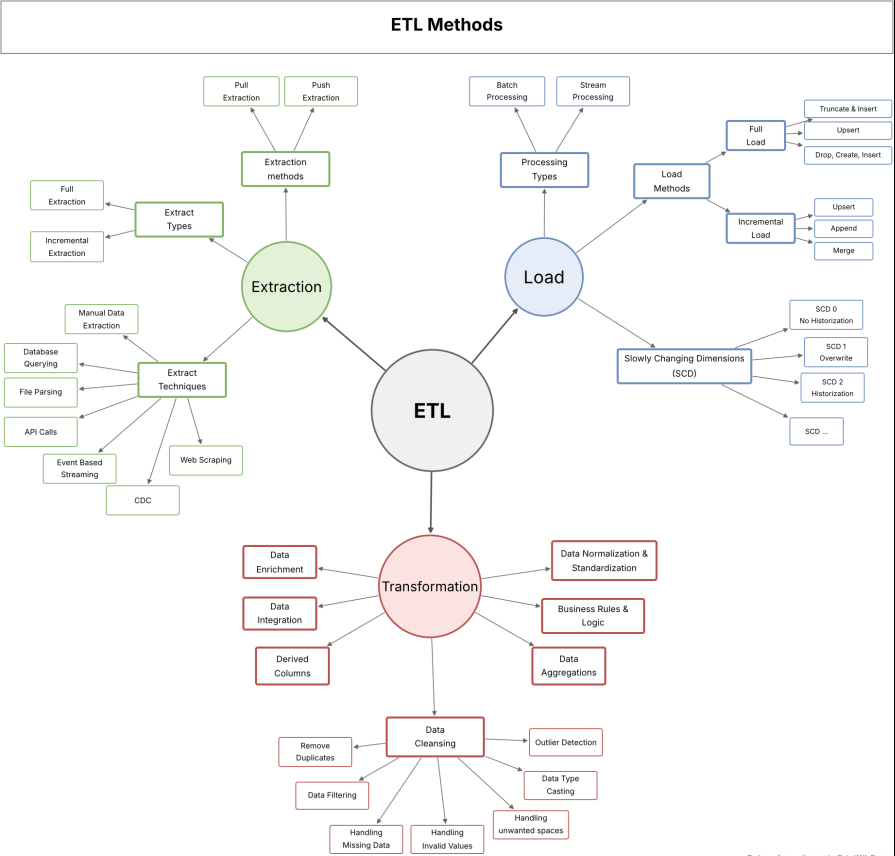 ETL Methods
Pull
Extraction
Push
Extraction
Extraction
methods
Full
Extraction
Incremental
Extraction
Extract
Types
Extraction
Manual Data
Extraction
Database
Querying
File Parsing
API Calls
Event Based
Streaming
CDC
Web Scraping
Extract
Techniques
Batch
Processing
Stream
Processing
Processing
Types
Load
Load
Methods
Full
Load
Truncate & Insert
Upsert
Drop, Create, Insert
Incremental
Load
Upsert
Append
Merge
Slowly Changing Dimensions
(SCD)
SCD 0
No Historization
SCD 1
Overwrite
SCD 2
Historization
SCD ...
ETL
Transformation
Data
Enrichment
Data
Integration
Derived
Columns
Data Normalization &
Standardization
Business Rules &
Logic
Data
Aggregations
Data
Cleansing
Remove
Duplicates
Data Filtering
Handling
Missing Data
Handling
Invalid Values
Handling
unwanted spaces
Data Type
Casting
Outlier Detection